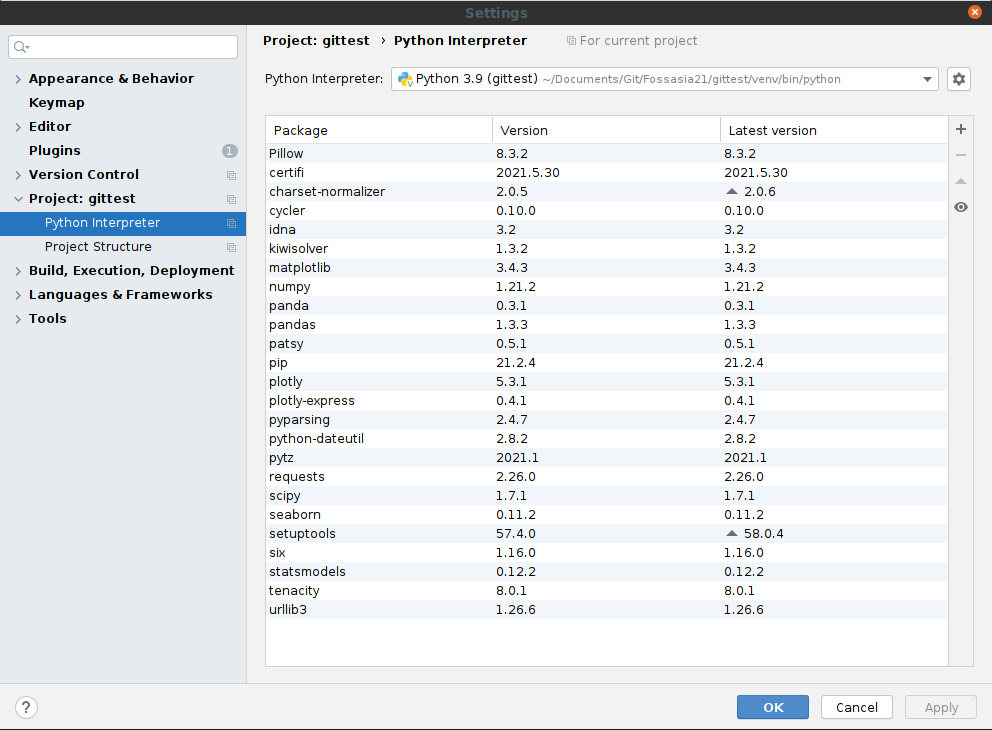 Settings
Project: gittest › Python Interpreter For current project
Appearance & Behavior
Keymap
Editor
Plugins 1
Version Control
Project: gittest
Python Interpreter
Project Structure
Build, Execution, Deployment
Languages & Frameworks
Tools
Python Interpreter: Python 3.9 (gittest) ~/Documents/Git/Fossasia21/gittest/venv/bin/python
Package Version Latest version
Pillow 8.3.2 8.3.2
certifi 2021.5.30 2021.5.30
charset-normalizer 2.0.5 2.0.6
cycler 0.10.0 0.10.0
idna 3.2 3.2
kiwisolver 1.3.2 1.3.2
matplotlib 3.4.3 3.4.3
numpy 1.21.2 1.21.2
panda 0.3.1 0.3.1
pandas 1.3.3 1.3.3
patsy 0.5.1 0.5.1
pip 21.2.4 21.2.4
plotly 5.3.1 5.3.1
plotly-express 0.4.1 0.4.1
pyparsing 2.4.7 2.4.7
python-dateutil 2.8.2 2.8.2
pytz 2021.1 2021.1
requests 2.26.0 2.26.0
scipy 1.7.1 1.7.1
seaborn 0.11.2 0.11.2
setuptools 57.4.0 58.0.4
six 1.16.0 1.16.0
statsmodels 0.12.2 0.12.2
tenacity 8.0.1 8.0.1
urllib3 1.26.6 1.26.6
? OK Cancel Apply